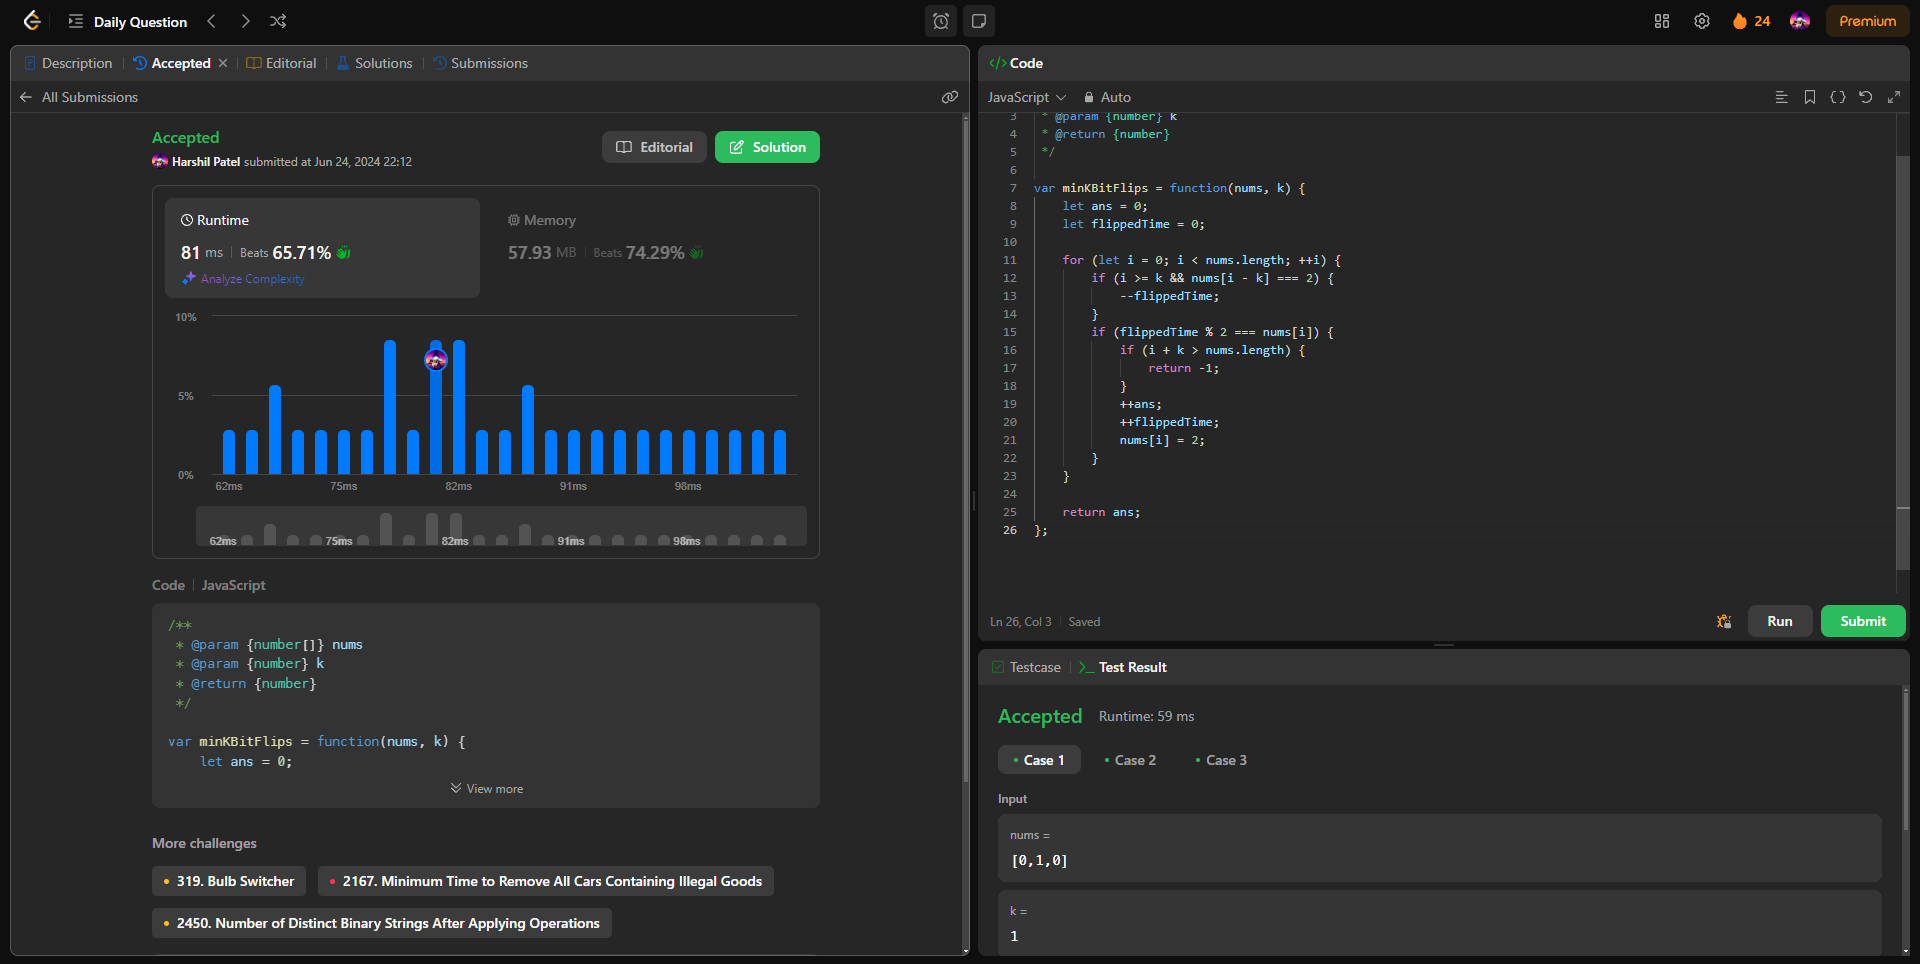 Daily Question
24
Premium
Description
Accepted
Editorial
Solutions
Submissions
All Submissions
Accepted
Harshil Patel submitted at Jun 24, 2024 22:12
Editorial
Solution
Runtime
81 ms
Beats 65.71%
Analyze Complexity
Memory
57.93 MB
Beats 74.29%
10%
5%
0%
62ms 75ms 82ms 91ms 98ms
62ms 75ms 82ms 91ms 98ms
Code JavaScript
/**
 * @param {number[]} nums
 * @param {number} k
 * @return {number}
 */
var minKBitFlips = function(nums, k) {
    let ans = 0;
View more
More challenges
319. Bulb Switcher
2167. Minimum Time to Remove All Cars Containing Illegal Goods
2450. Number of Distinct Binary Strings After Applying Operations
</> Code
JavaScript
Auto
3 * @param {number} k
4 * @return {number}
5 */
6
7 var minKBitFlips = function(nums, k) {
8     let ans = 0;
9     let flippedTime = 0;
10
11     for (let i = 0; i < nums.length; ++i) {
12         if (i >= k && nums[i - k] === 2) {
13             --flippedTime;
14         }
15         if (flippedTime % 2 === nums[i]) {
16             if (i + k > nums.length) {
17                 return -1;
18             }
19             ++ans;
20             ++flippedTime;
21             nums[i] = 2;
22         }
23     }
24
25     return ans;
26 };
Ln 26, Col 3
Saved
Run
Submit
Testcase
Test Result
Accepted
Runtime: 59 ms
Case 1
Case 2
Case 3
Input
nums =
[0,1,0]
k =
1